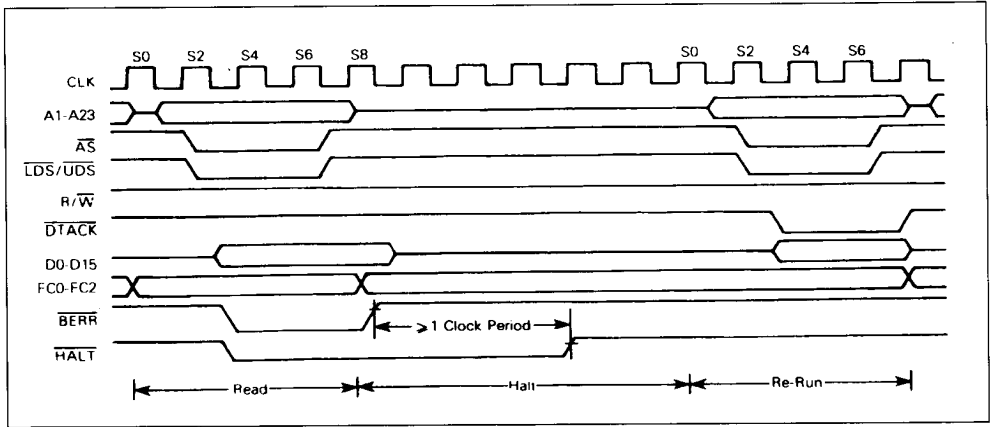 S0 S2 S4 S6 S8 S0 S2 S4 S6
CLK
A1-A23
AS
LDS/UDS
R/W
DTACK
D0-D15
FC0-FC2
BERR
≥ 1 Clock Period
HALT
Read Halt Re-Run